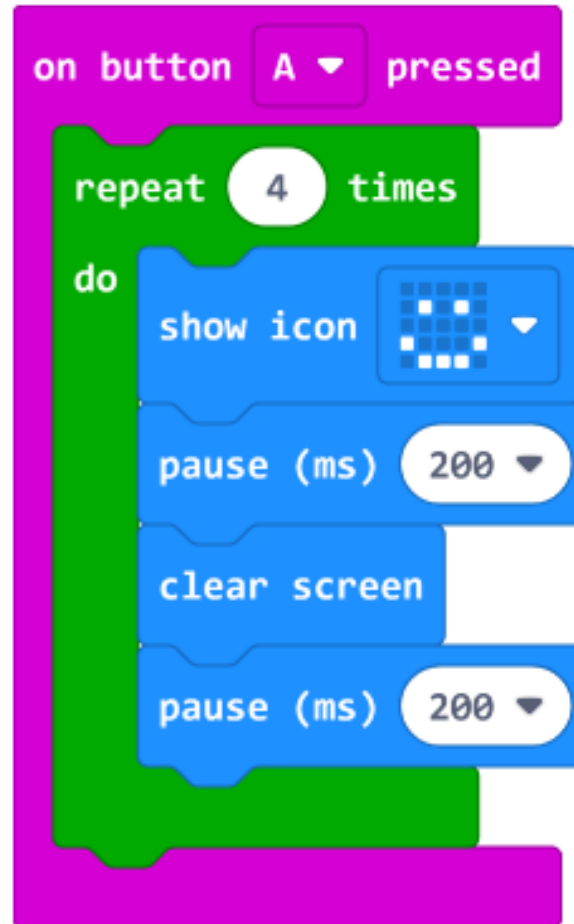 on button A pressed
repeat 4 times
do
show icon
pause (ms) 200
clear screen
pause (ms) 200